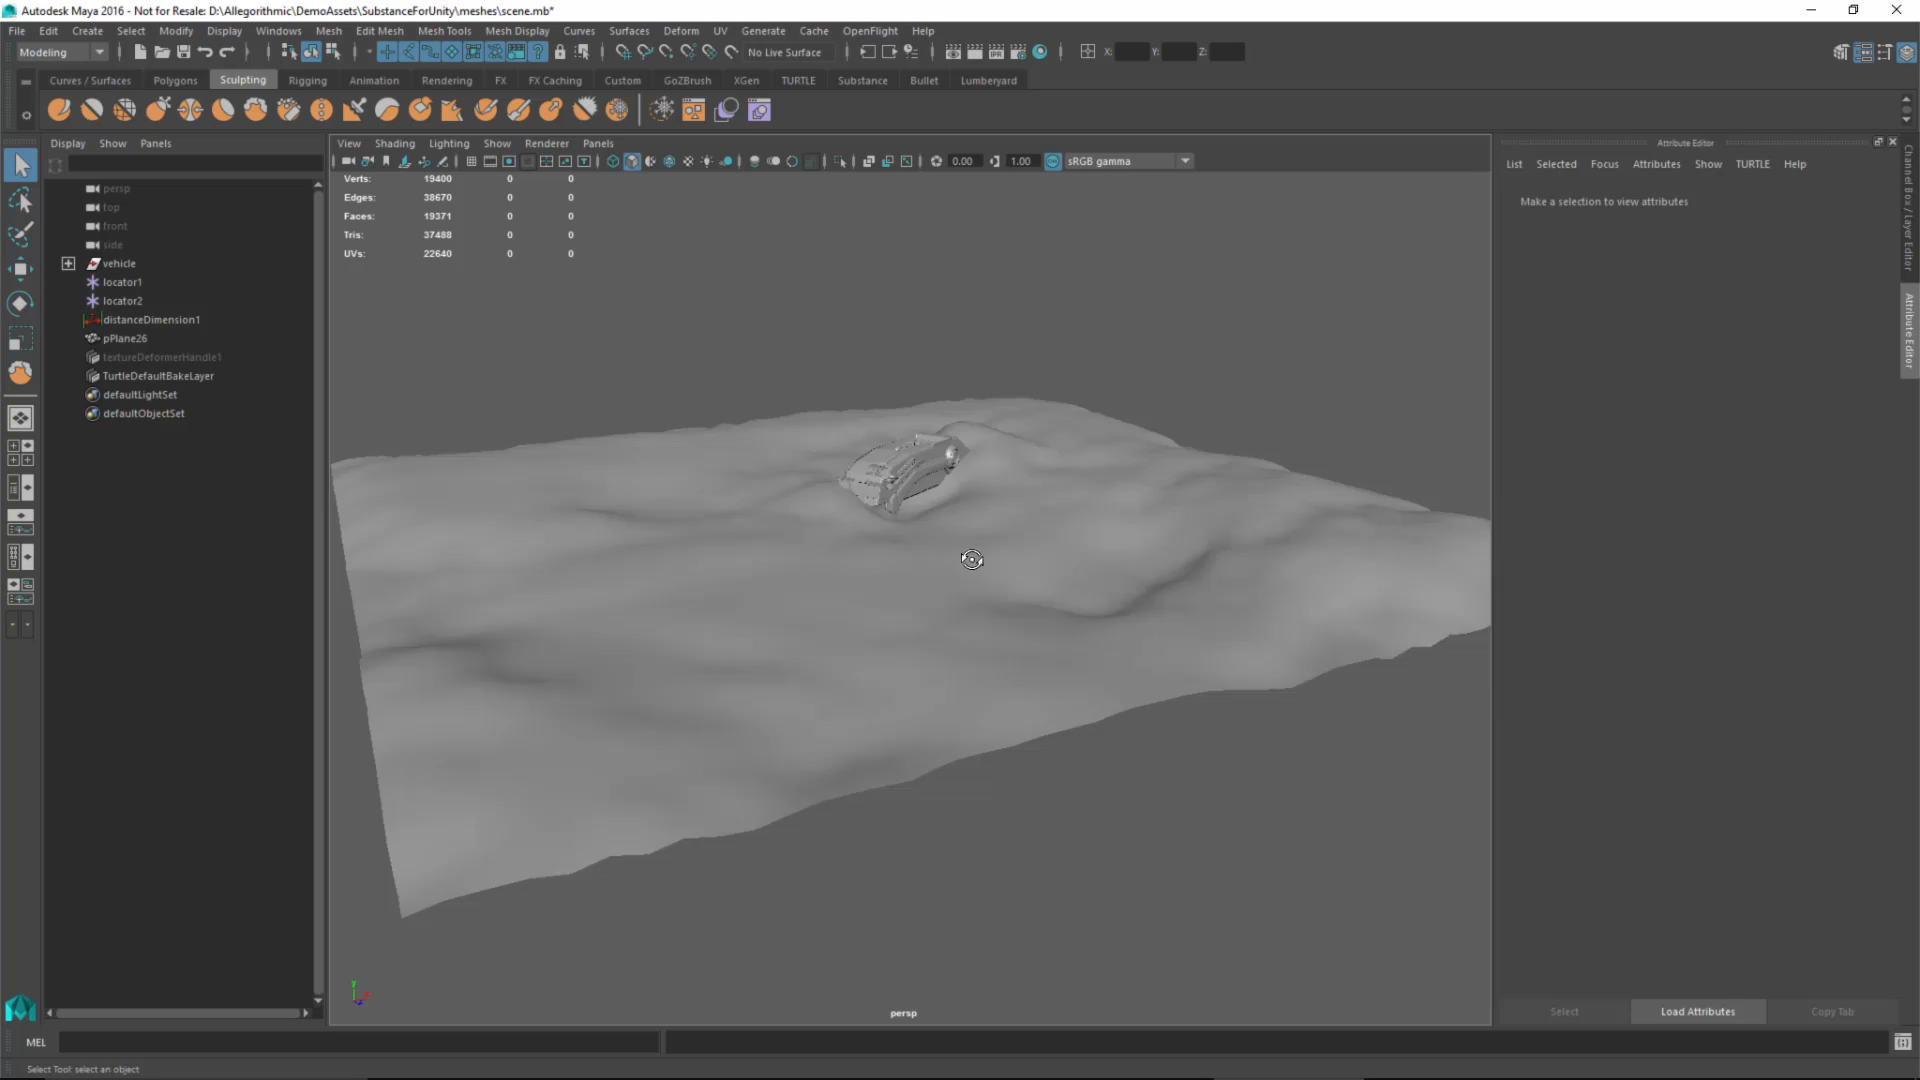 Autodesk Maya 2016 - Not for Resale: D:\Allegorithmic\DemoAssets\SubstanceForUnity\meshes\scene.mb*
File Edit Create Select Modify Display Windows Mesh Edit Mesh Mesh Tools Mesh Display Curves Surfaces Deform UV Generate Cache OpenFlight Help
Modeling No Live Surface X: Y: Z:
Curves / Surfaces Polygons Sculpting Rigging Animation Rendering FX FX Caching Custom GoZBrush XGen TURTLE Substance Bullet Lumberyard
Display Show Panels
View Shading Lighting Show Renderer Panels
0.00 1.00 sRGB gamma
Attribute Editor
List Selected Focus Attributes Show TURTLE Help
Make a selection to view attributes
Channel Box / Layer Editor
Attribute Editor
persp
top
front
side
vehicle
locator1
locator2
distanceDimension1
pPlane26
textureDeformerHandle1
TurtleDefaultBakeLayer
defaultLightSet
defaultObjectSet
Verts: 19400 0 0
Edges: 38670 0 0
Faces: 19371 0 0
Tris: 37488 0 0
UVs: 22640 0 0
persp
Select Load Attributes Copy Tab
MEL
Select Tool: select an object